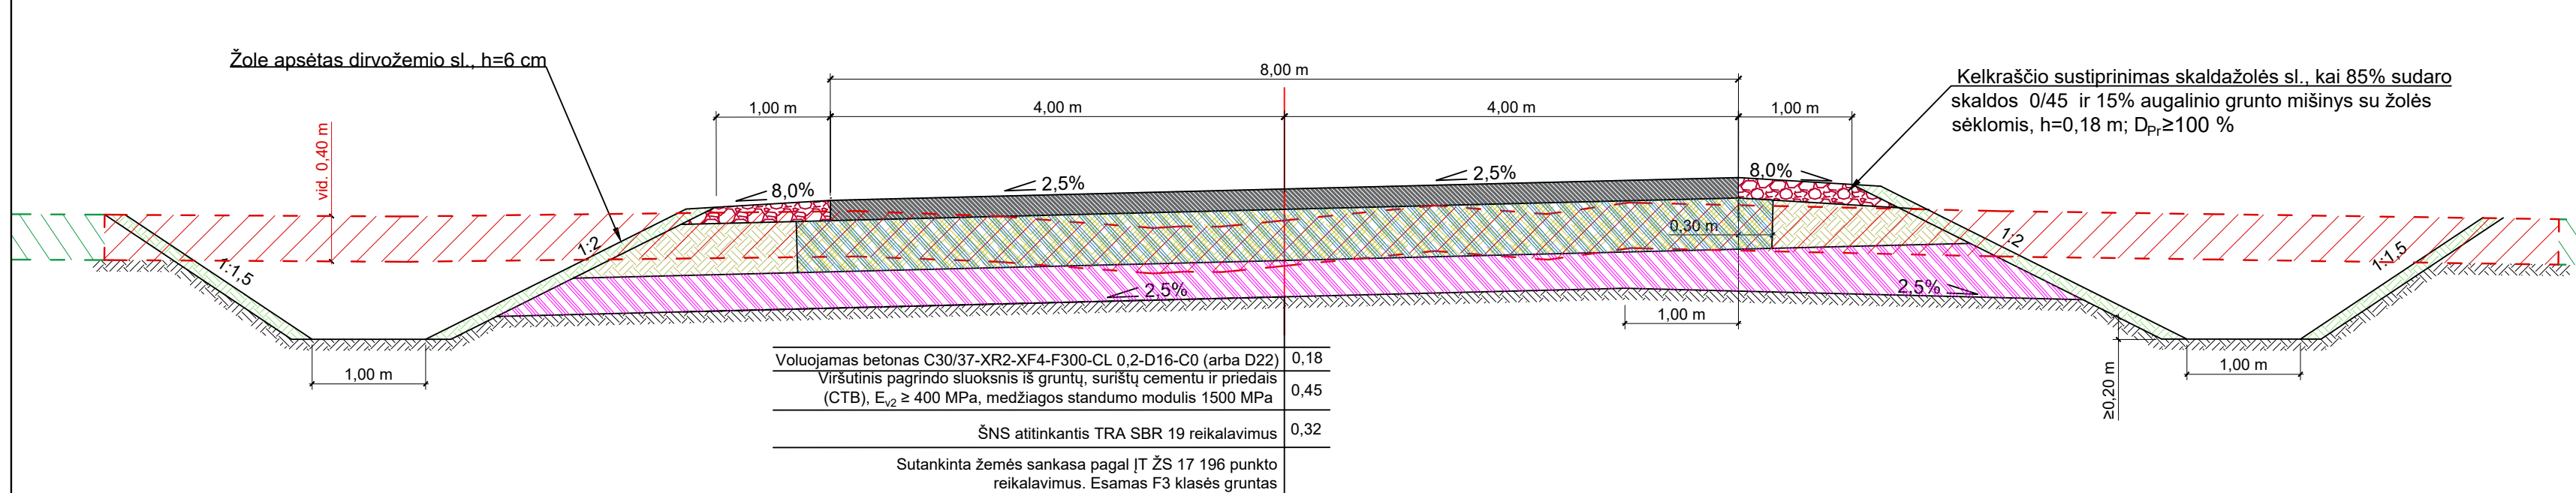 Žole apsėtas dirvožemio sl., h=6 cm
8,00 m
Kelkraščio sustiprinimas skaldažolės sl., kai 85% sudaro
skaldos 0/45 ir 15% augalinio grunto mišinys su žolės
sėklomis, h=0,18 m; DPr≥100 %
1,00 m
4,00 m
4,00 m
1,00 m
vid. 0,40 m
8,0%
2,5%
2,5%
8,0%
1:1,5
1:2
0,30 m
1:2
1:1,5
2,5%
2,5%
1,00 m
1,00 m
≥0,20 m
1,00 m
Voluojamas betonas C30/37-XR2-XF4-F300-CL 0,2-D16-C0 (arba D22) 0,18
Viršutinis pagrindo sluoksnis iš gruntų, surištų cementu ir priedais
(CTB), Ev2 ≥ 400 MPa, medžiagos standumo modulis 1500 MPa 0,45
ŠNS atitinkantis TRA SBR 19 reikalavimus 0,32
Sutankinta žemės sankasa pagal ĮT ŽS 17 196 punkto
reikalavimus. Esamas F3 klasės gruntas